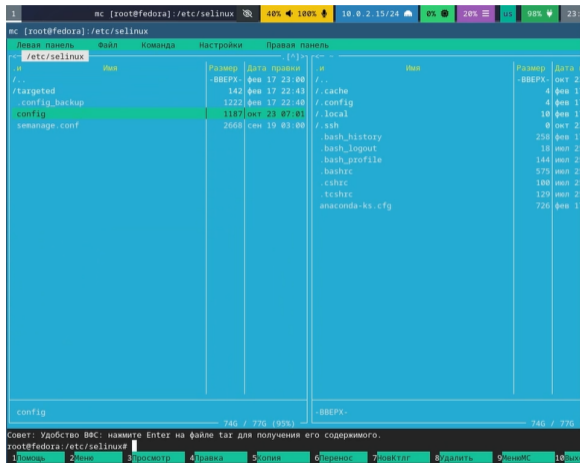 1 mc [root@fedora]:/etc/selinux 40% 100% 10.0.2.15/24 0% 20% us 98% 23:
mc [root@fedora]:/etc/selinux
Левая панель Файл Команда Настройки Правая панель
/etc/selinux .[^]> <- ~
.и Имя Размер Дата правки .и Имя Размер Дата
/.. -ВВЕРХ- фев 17 23:00 /.. -ВВЕРХ- окт 2
/targeted 142 фев 17 22:43 /.cache 4 фев 1
.config_backup 1222 фев 17 22:40 /.config 4 фев 1
config 1187 окт 23 07:01 /.local 10 фев 1
semanage.conf 2668 сен 19 03:00 /.ssh 0 окт 2
.bash_history 258 фев 1
.bash_logout 18 июл 2
.bash_profile 144 июл 2
.bashrc 575 июл 2
.cshrc 100 июл 2
.tcshrc 129 июл 2
anaconda-ks.cfg 726 фев 1
config -ВВЕРХ-
74G / 77G (95%) 74G / 77G
Совет: Удобство ВФС: нажмите Enter на файле tar для получения его содержимого.
root@fedora:/etc/selinux#
1Помощь 2Меню 3Просмотр 4Правка 5Копия 6Перенос 7НовКтлг 8Удалить 9МенюМС 10Вых